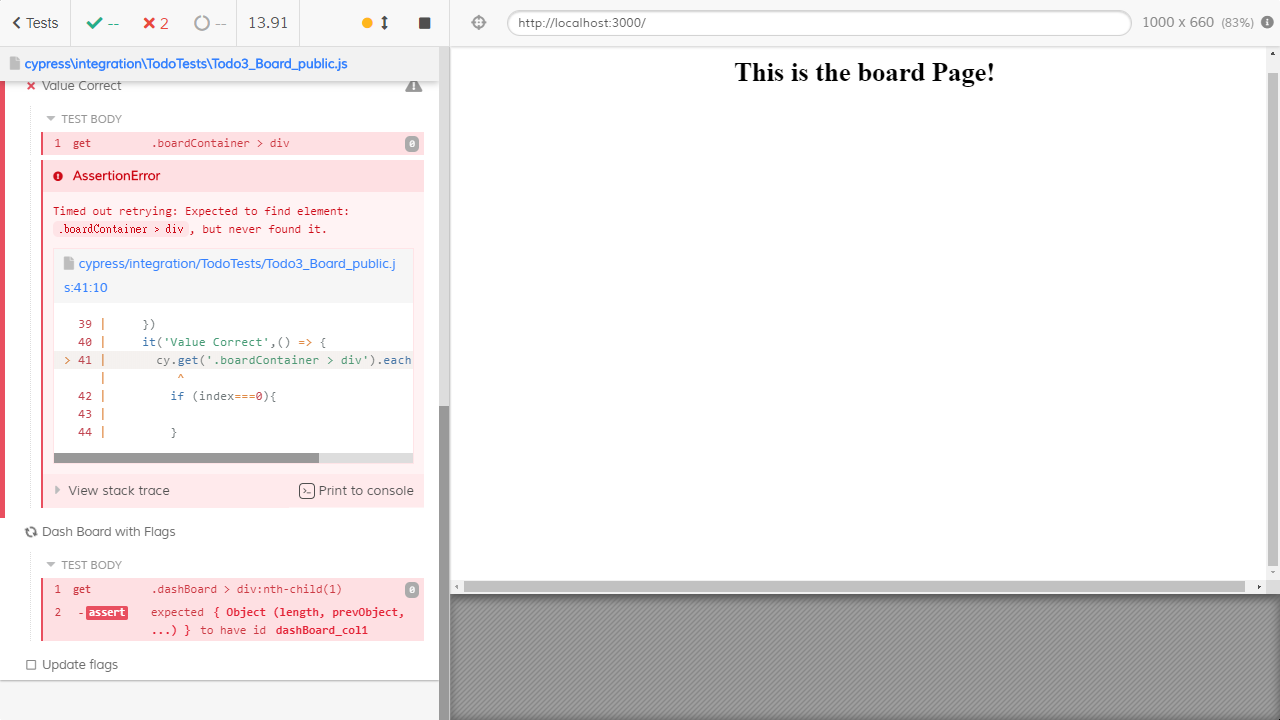 Tests
--
2
--
13.91
http://localhost:3000/
1000 x 660 (83%)
cypress\integration\TodoTests\Todo3_Board_public.js
Value Correct
TEST BODY
1 get .boardContainer > div 0
AssertionError
Timed out retrying: Expected to find element:
.boardContainer > div, but never found it.
cypress/integration/TodoTests/Todo3_Board_public.j
s:41:10
39 | })
40 | it('Value Correct',() => {
> 41 | cy.get('.boardContainer > div').each
| ^
42 | if (index===0){
43 |
44 | }
View stack trace
Print to console
Dash Board with Flags
TEST BODY
1 get .dashBoard > div:nth-child(1) 0
2 -assert expected { Object (length, prevObject,
...) } to have id dashBoard_col1
Update flags
This is the board Page!